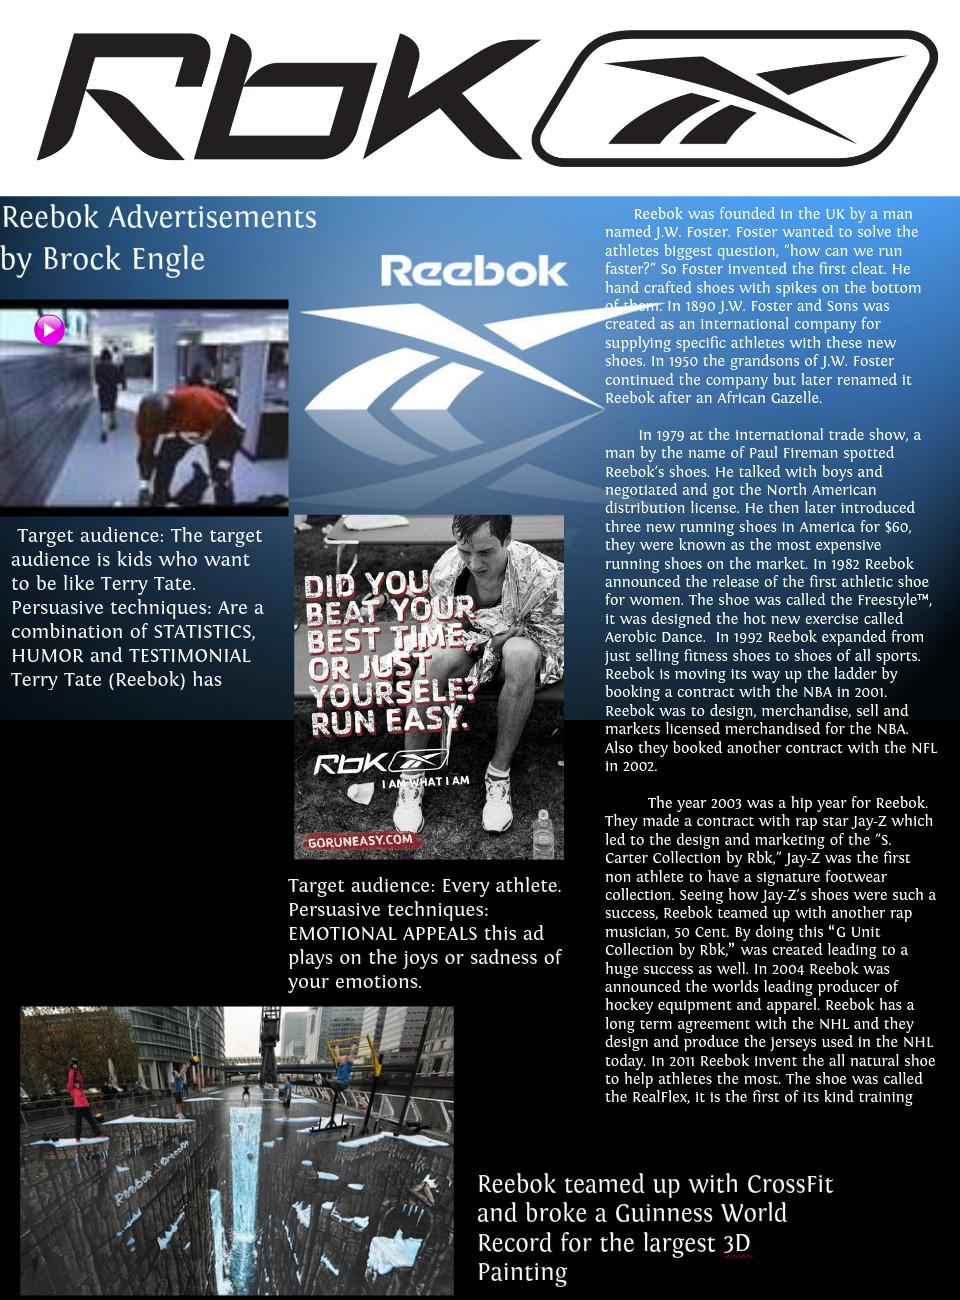 Rbk
Reebok Advertisements
by Brock Engle
Reebok
Target audience: The target
audience is kids who want
to be like Terry Tate.
Persuasive techniques: Are a
combination of STATISTICS,
HUMOR and TESTIMONIAL
Terry Tate (Reebok) has
DID YOU
BEAT YOUR
BEST TIME,
OR JUST
YOURSELF?
RUN EASY.
Rbk
I AM WHAT I AM
GORUNEASY.COM
Target audience: Every athlete.
Persuasive techniques:
EMOTIONAL APPEALS this ad
plays on the joys or sadness of
your emotions.
Reebok was founded in the UK by a man
named J.W. Foster. Foster wanted to solve the
athletes biggest question, "how can we run
faster?" So Foster invented the first cleat. He
hand crafted shoes with spikes on the bottom
of them. In 1890 J.W. Foster and Sons was
created as an international company for
supplying specific athletes with these new
shoes. In 1950 the grandsons of J.W. Foster
continued the company but later renamed it
Reebok after an African Gazelle.
In 1979 at the international trade show, a
man by the name of Paul Fireman spotted
Reebok's shoes. He talked with boys and
negotiated and got the North American
distribution license. He then later introduced
three new running shoes in America for $60,
they were known as the most expensive
running shoes on the market. In 1982 Reebok
announced the release of the first athletic shoe
for women. The shoe was called the Freestyle™,
it was designed the hot new exercise called
Aerobic Dance. In 1992 Reebok expanded from
just selling fitness shoes to shoes of all sports.
Reebok is moving its way up the ladder by
booking a contract with the NBA in 2001.
Reebok was to design, merchandise, sell and
markets licensed merchandised for the NBA.
Also they booked another contract with the NFL
in 2002.
The year 2003 was a hip year for Reebok.
They made a contract with rap star Jay-Z which
led to the design and marketing of the "S.
Carter Collection by Rbk," Jay-Z was the first
non athlete to have a signature footwear
collection. Seeing how Jay-Z's shoes were such a
success, Reebok teamed up with another rap
musician, 50 Cent. By doing this “G Unit
Collection by Rbk,” was created leading to a
huge success as well. In 2004 Reebok was
announced the worlds leading producer of
hockey equipment and apparel. Reebok has a
long term agreement with the NHL and they
design and produce the jerseys used in the NHL
today. In 2011 Reebok invent the all natural shoe
to help athletes the most. The shoe was called
the RealFlex, it is the first of its kind training
Reebok CrossFit
Reebok teamed up with CrossFit
and broke a Guinness World
Record for the largest 3D
Painting